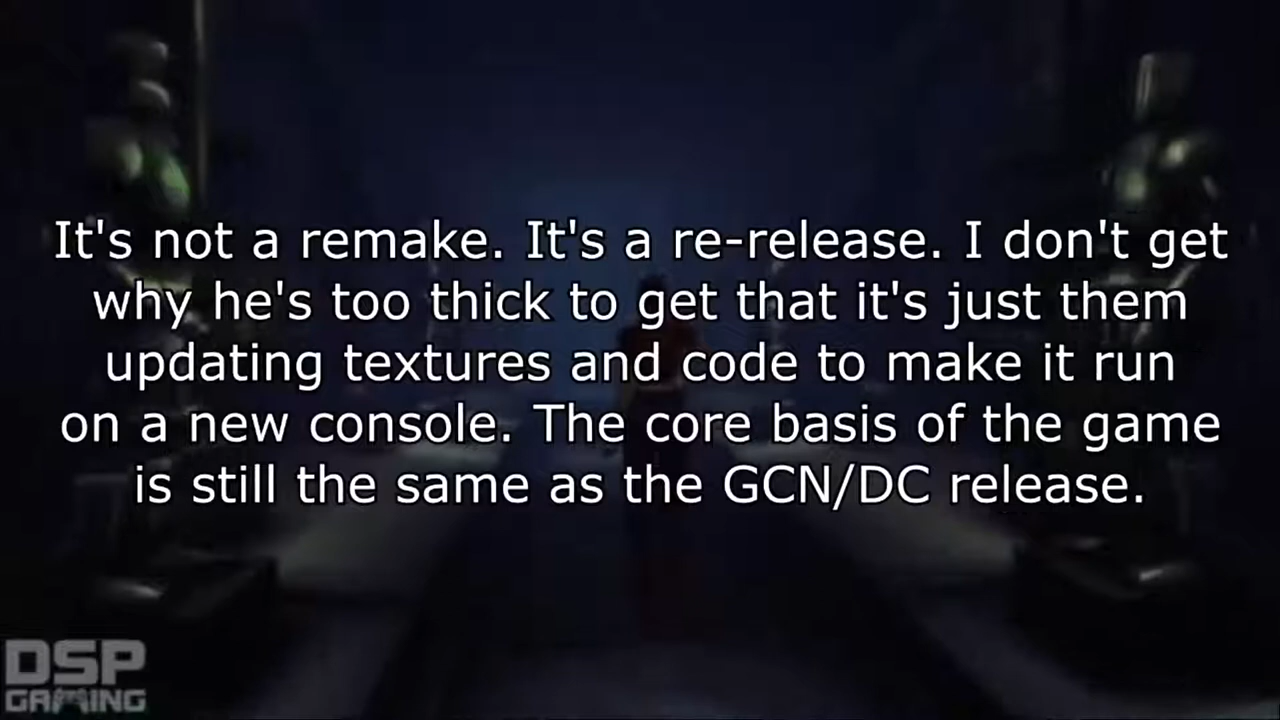 It's not a remake. It's a re-release. I don't get
why he's too thick to get that it's just them
updating textures and code to make it run
on a new console. The core basis of the game
is still the same as the GCN/DC release.
DSP
GAMING